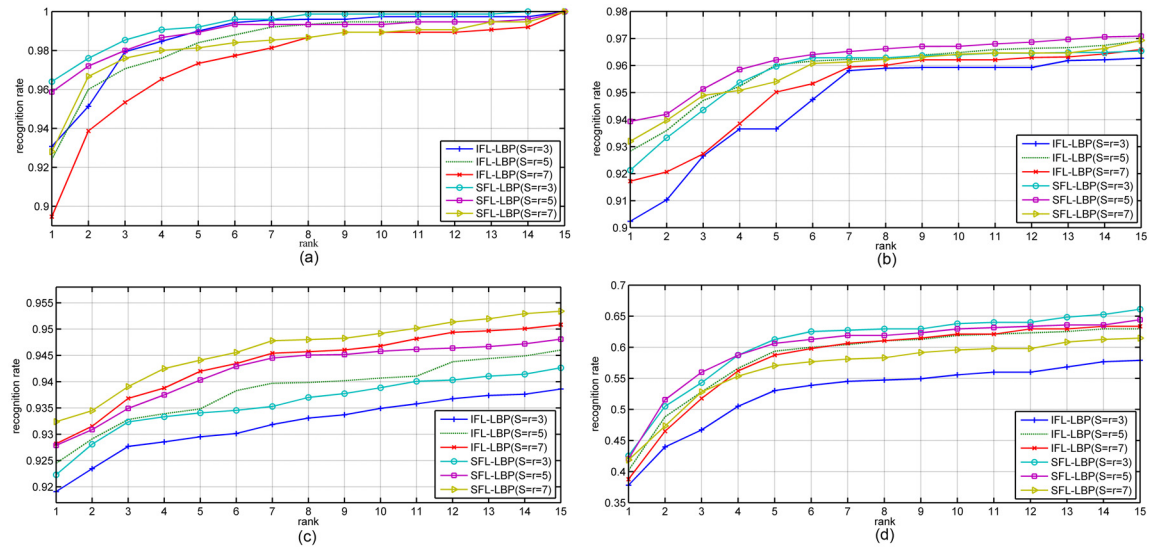 1
0.98
0.96
0.94
0.92
0.9
recognition rate
IFL-LBP(S=r=3)
IFL-LBP(S=r=5)
IFL-LBP(S=r=7)
SFL-LBP(S=r=3)
SFL-LBP(S=r=5)
SFL-LBP(S=r=7)
1 2 3 4 5 6 7 8 9 10 11 12 13 14 15
rank
(a)
0.98
0.97
0.96
0.95
0.94
0.93
0.92
0.91
0.9
recognition rate
IFL-LBP(S=r=3)
IFL-LBP(S=r=5)
IFL-LBP(S=r=7)
SFL-LBP(S=r=3)
SFL-LBP(S=r=5)
SFL-LBP(S=r=7)
1 2 3 4 5 6 7 8 9 10 11 12 13 14 15
rank
(b)
0.955
0.95
0.945
0.94
0.935
0.93
0.925
0.92
recognition rate
IFL-LBP(S=r=3)
IFL-LBP(S=r=5)
IFL-LBP(S=r=7)
SFL-LBP(S=r=3)
SFL-LBP(S=r=5)
SFL-LBP(S=r=7)
1 2 3 4 5 6 7 8 9 10 11 12 13 14 15
rank
(c)
0.7
0.65
0.6
0.55
0.5
0.45
0.4
0.35
recognition rate
IFL-LBP(S=r=3)
IFL-LBP(S=r=5)
IFL-LBP(S=r=7)
SFL-LBP(S=r=3)
SFL-LBP(S=r=5)
SFL-LBP(S=r=7)
1 2 3 4 5 6 7 8 9 10 11 12 13 14 15
rank
(d)